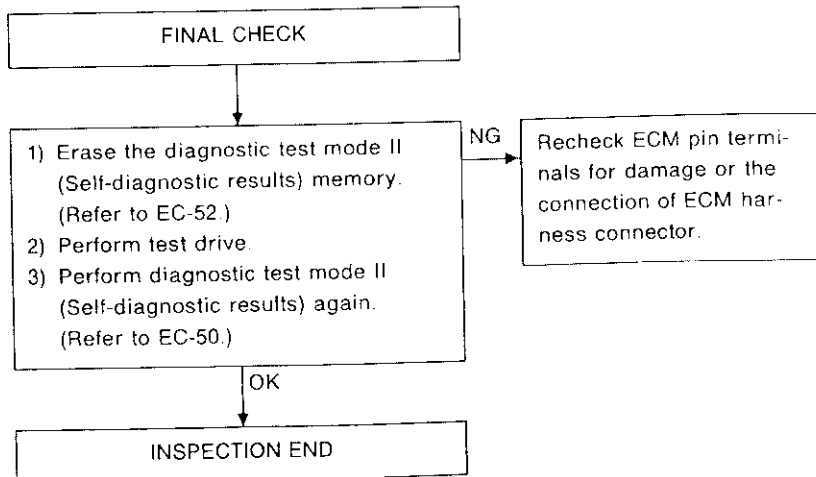 FINAL CHECK
1) Erase the diagnostic test mode II
(Self-diagnostic results) memory.
(Refer to EC-52.)
2) Perform test drive.
3) Perform diagnostic test mode II
(Self-diagnostic results) again.
(Refer to EC-50.)
NG
Recheck ECM pin termi-
nals for damage or the
connection of ECM har-
ness connector.
OK
INSPECTION END